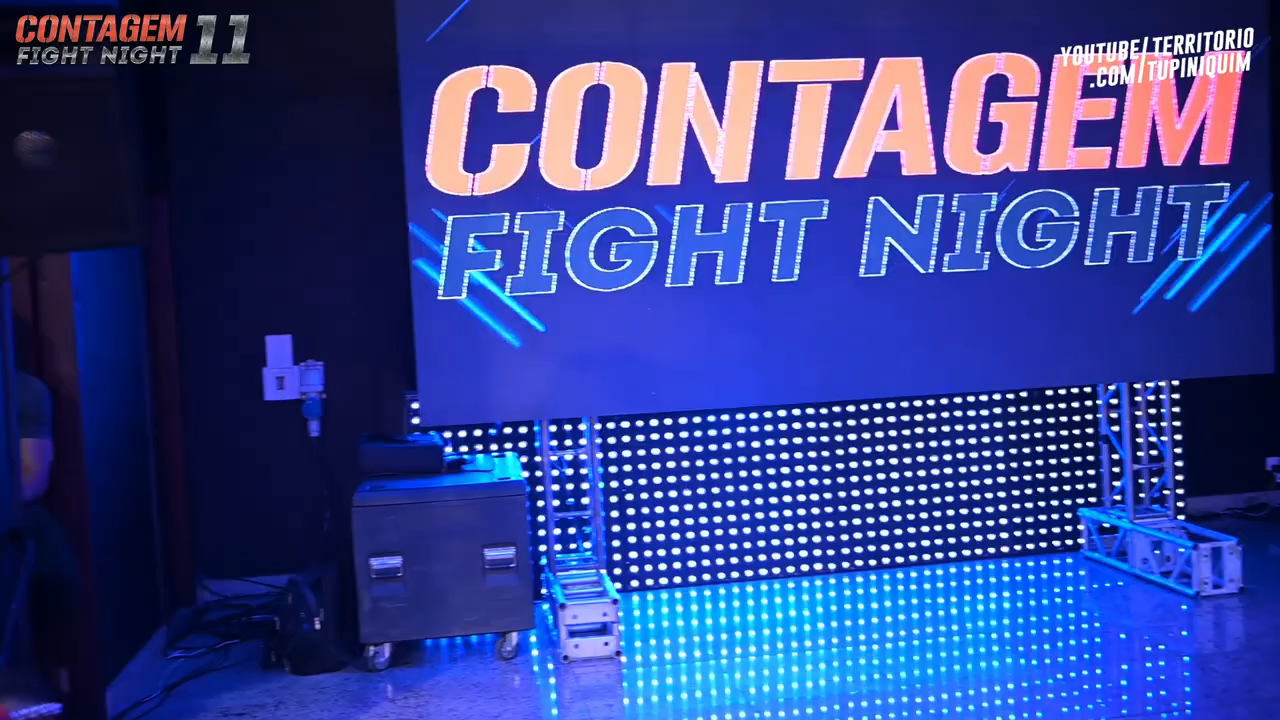 CONTAGEM
FIGHT NIGHT 11
YOUTUBE/TERRITORIO
.COM/TUPINIQUIM
CONTAGEM
FIGHT NIGHT